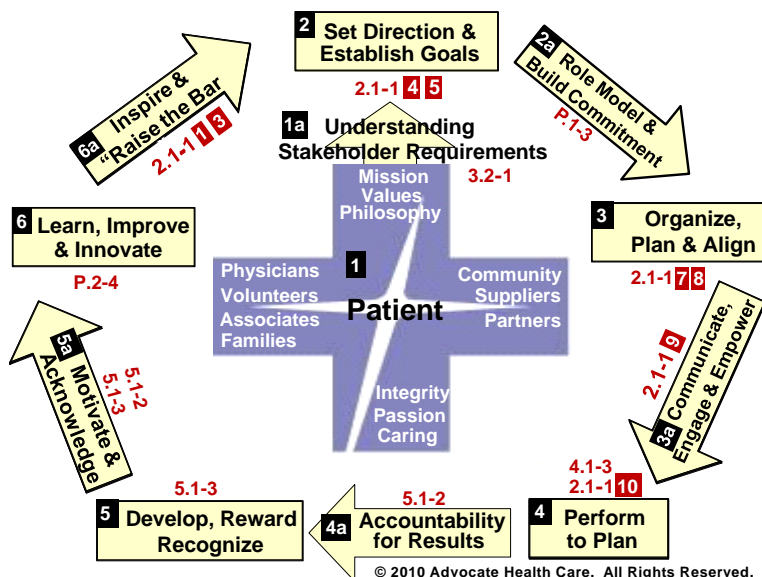 2
Set Direction &
Establish Goals
2.1-1 4 5
2a
Role Model &
Build Commitment
P.1-3
3
Organize,
Plan & Align
2.1-1 7 8
3a
Communicate,
Engage & Empower
2.1-1 9
4.1-3
2.1-1 10
4
Perform
to Plan
5.1-2
4a
Accountability
for Results
5.1-3
5
Develop, Reward
Recognize
5a
Motivate &
Acknowledge
5.1-2
5.1-3
6
Learn, Improve
& Innovate
P.2-4
6a
Inspire &
“Raise the Bar
2.1-1 1 3
1a
Understanding
Stakeholder Requirements
3.2-1
Mission
Values
Philosophy
Physicians
Volunteers
Associates
Families
1
Patient
Community
Suppliers
Partners
Integrity
Passion
Caring
© 2010 Advocate Health Care. All Rights Reserved.